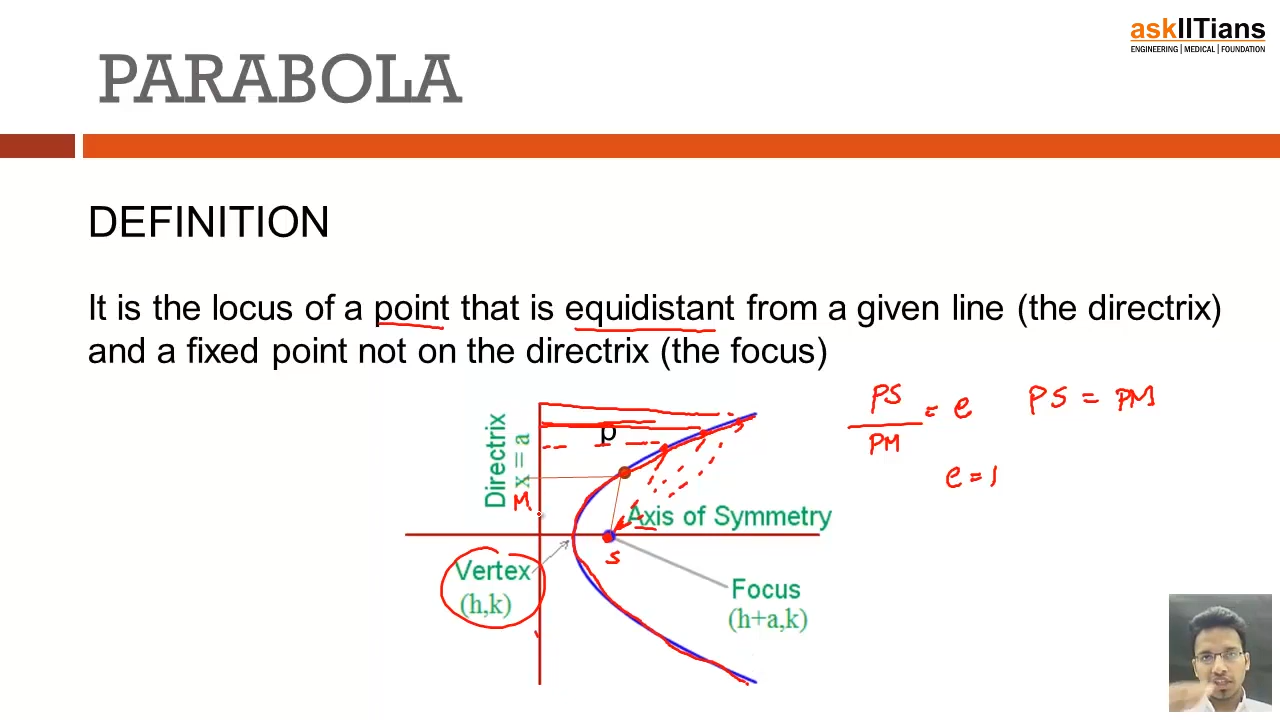 askIITians
ENGINEERING | MEDICAL | FOUNDATION
PARABOLA
DEFINITION
It is the locus of a point that is equidistant from a given line (the directrix)
and a fixed point not on the directrix (the focus)
PS
PM
= e
PS = PM
e = 1
Directrix
x = a
p
M
Axis of Symmetry
S
Vertex
(h,k)
Focus
(h+a,k)